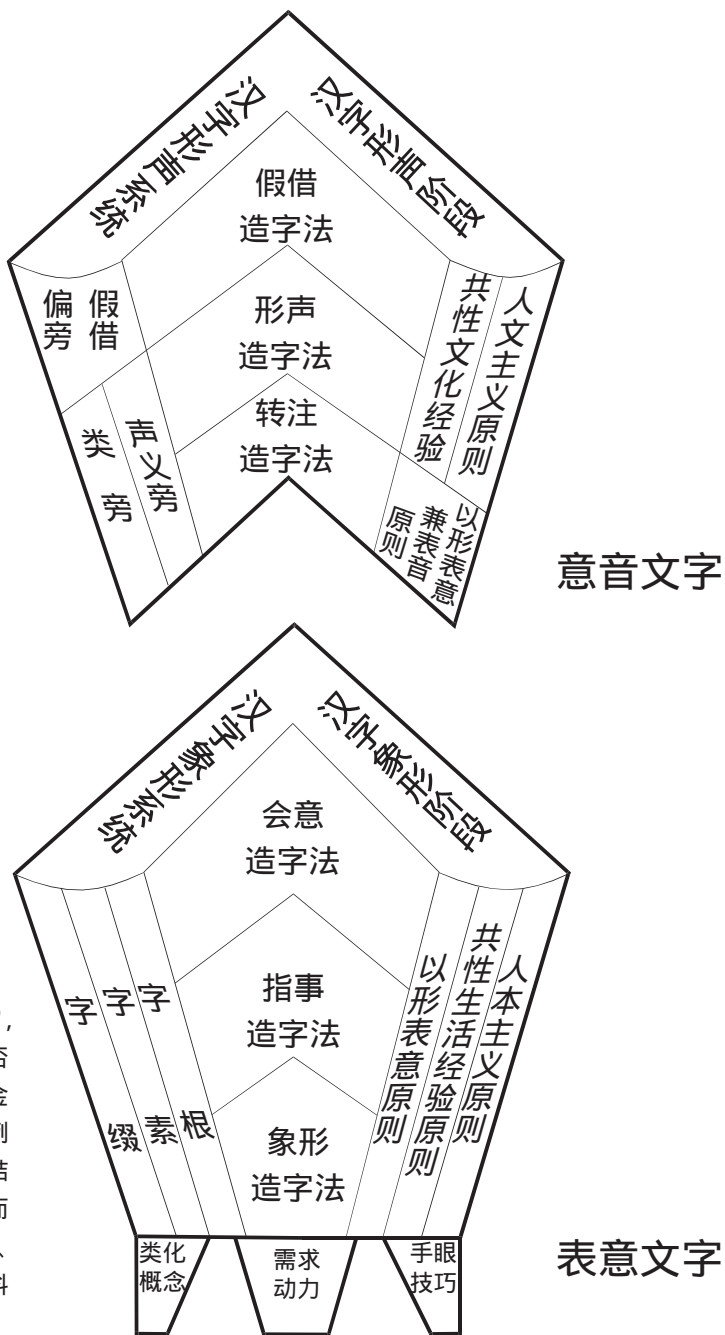 汉字形声系统
汉字形声阶段
假借
造字法
偏旁
假借
形声
造字法
共性文化经验
人文主义原则
转注
造字法
类旁
声义旁
以形表意
兼表音
原则
意音文字
汉字象形系统
汉字象形阶段
会意
造字法
指事
造字法
字缀
字素
字根
以形表意原则
共性生活经验原则
人本主义原则
象形
造字法
类化
概念
需求
动力
手眼
技巧
表意文字